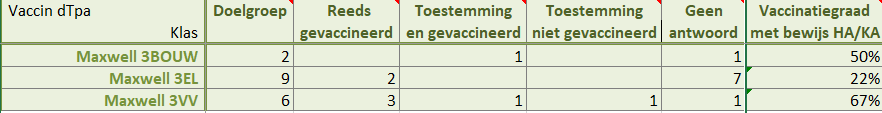 Vaccin dTpa Doelgroep Reeds Toestemming Toestemming Geen Vaccinatiegraad
Klas gevaccineerd en gevaccineerd niet gevaccineerd antwoord met bewijs HA/KA
Maxwell 3BOUW 2 1 1 50%
Maxwell 3EL 9 2 7 22%
Maxwell 3VV 6 3 1 1 1 67%